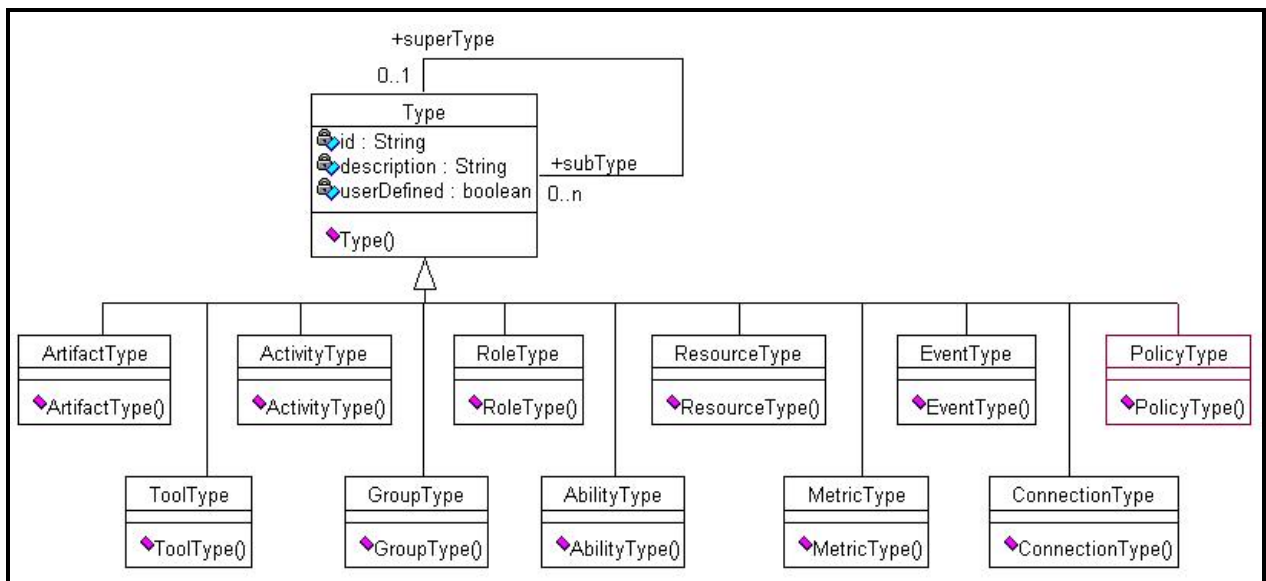 +superType
0..1
Type
id : String
description : String
userDefined : boolean
+subType
0..n
Type()
ArtifactType
ArtifactType()
ActivityType
ActivityType()
RoleType
RoleType()
ResourceType
ResourceType()
EventType
EventType()
PolicyType
PolicyType()
ToolType
ToolType()
GroupType
GroupType()
AbilityType
AbilityType()
MetricType
MetricType()
ConnectionType
ConnectionType()